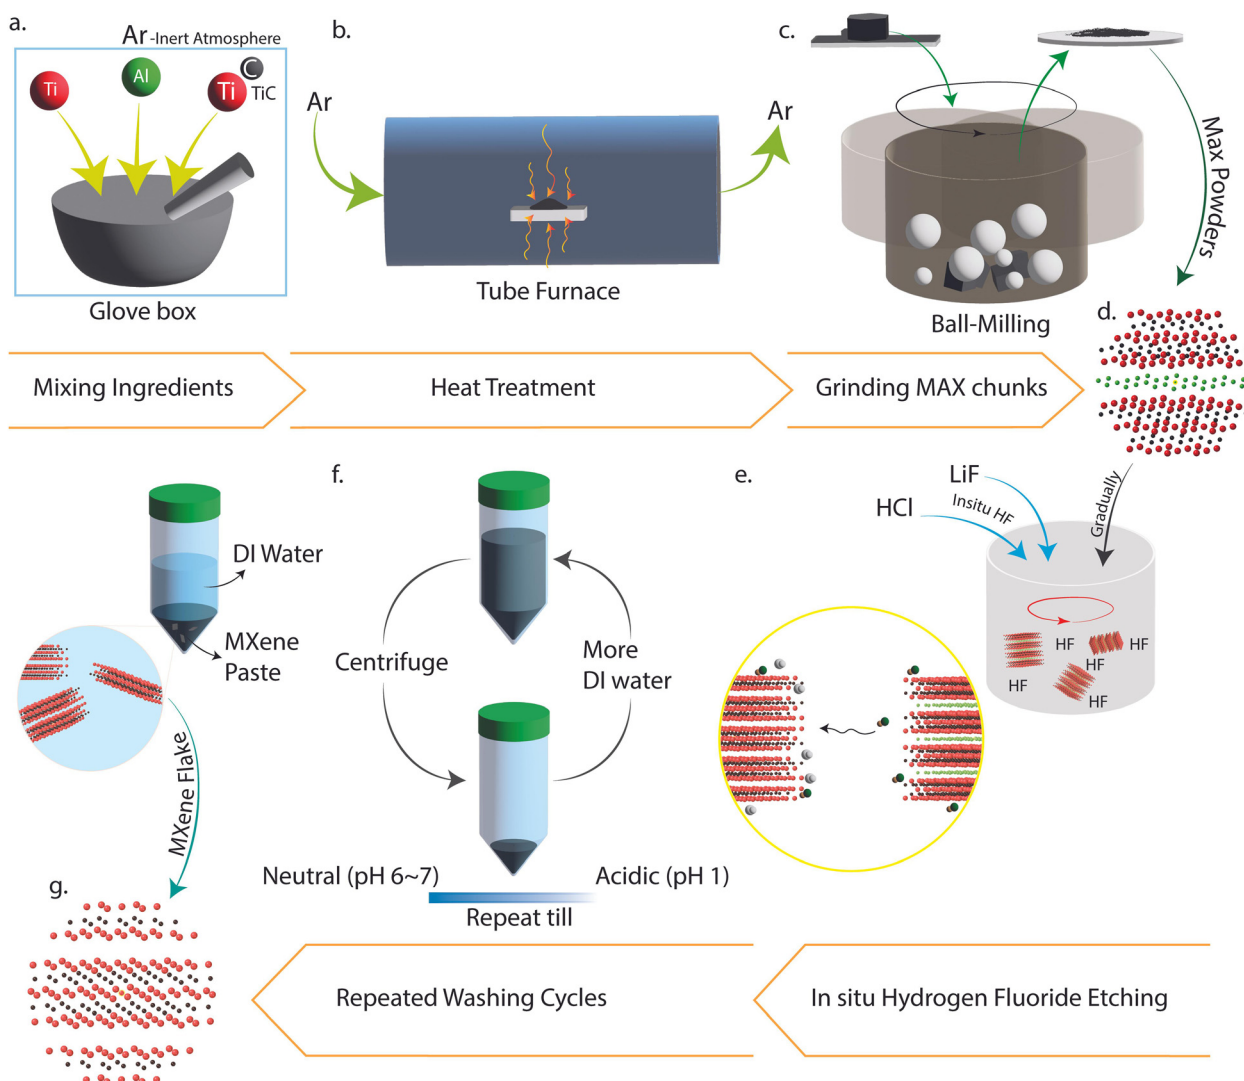 a.
Ar -Inert Atmosphere
Ti
Al
Ti
C
TiC
Glove box
b.
Ar
Ar
Tube Furnace
c.
Ball-Milling
Max Powders
d.
Mixing Ingredients
Heat Treatment
Grinding MAX chunks
e.
HCl
LiF
Insitu HF
Gradually
HF
HF
HF
HF
HF
f.
DI Water
MXene
Paste
Centrifuge
More
DI water
MXene Flake
Neutral (pH 6~7)
Acidic (pH 1)
Repeat till
g.
Repeated Washing Cycles
In situ Hydrogen Fluoride Etching